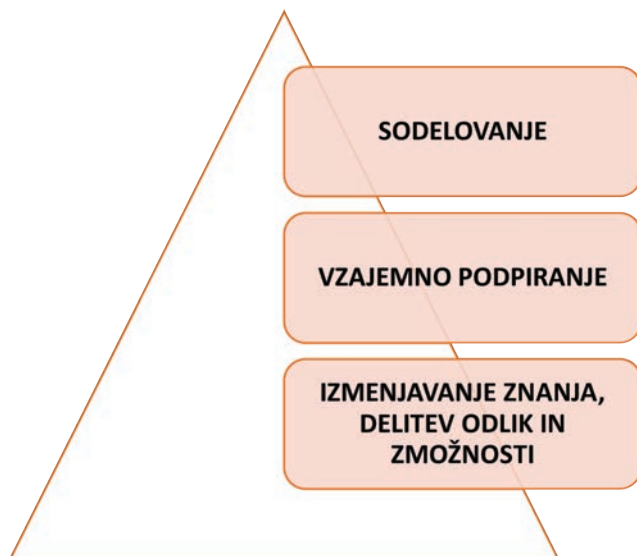 SODELOVANJE
VZAJEMNO PODPIRANJE
IZMENJAVANJE ZNANJA,
DELITEV ODLIK IN
ZMOŽNOSTI